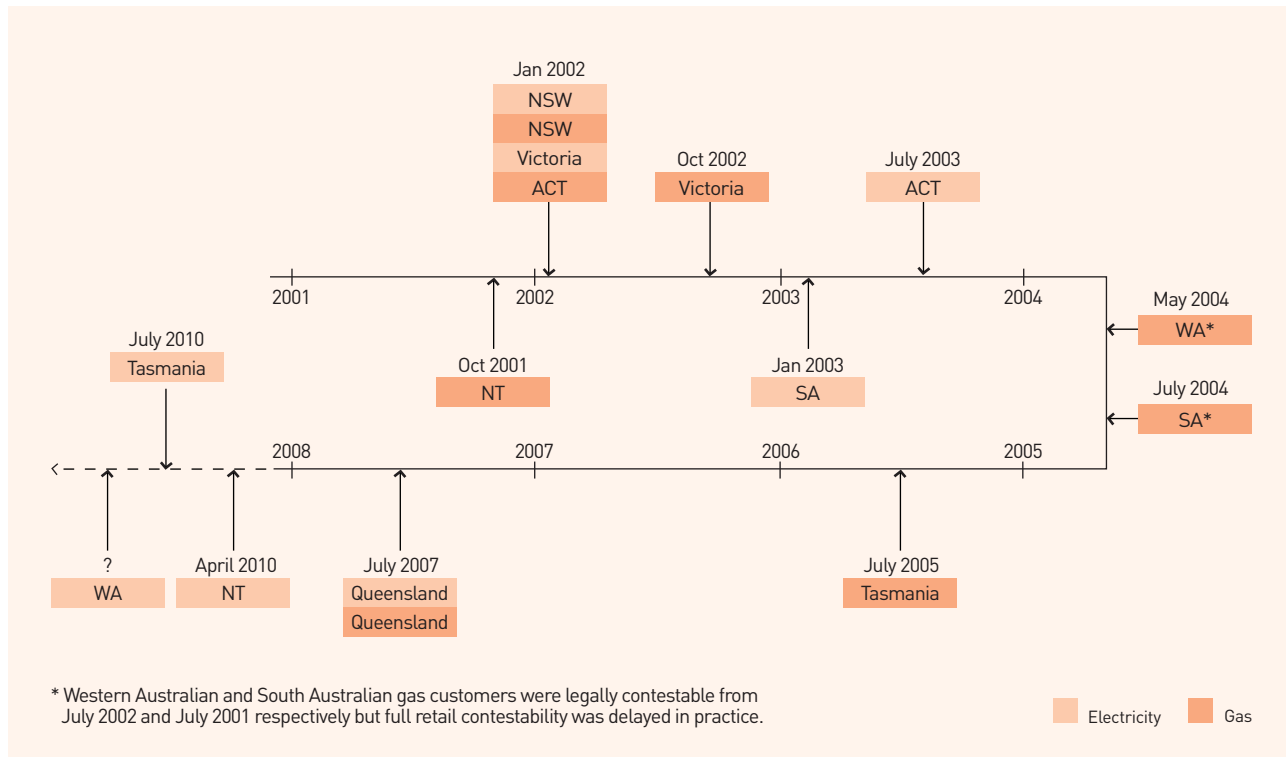 Jan 2002
NSW
NSW
Victoria
ACT
Oct 2002
Victoria
July 2003
ACT
2001
2002
2003
2004
May 2004
WA*
July 2010
Tasmania
Oct 2001
NT
Jan 2003
SA
July 2004
SA*
2008
2007
2006
2005
?
WA
April 2010
NT
July 2007
Queensland
Queensland
July 2005
Tasmania
* Western Australian and South Australian gas customers were legally contestable from
July 2002 and July 2001 respectively but full retail contestability was delayed in practice.
Electricity
Gas